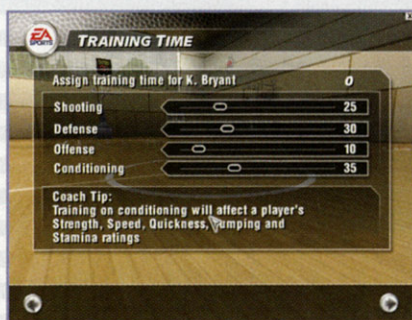 EA
SPORTS
TRAINING TIME
Assign training time for K. Bryant 0
Shooting 25
Defense 30
Offense 10
Conditioning 35
Coach Tip:
Training on conditioning will affect a player's
Strength, Speed, Quickness, Jumping and
Stamina ratings